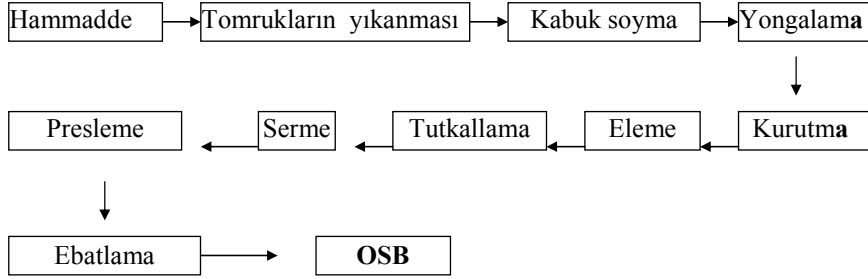 Hammadde Tomrukların yıkanması Kabuk soyma Yongalama
Presleme Serme Tutkallama Eleme Kurutma
Ebatlama OSB